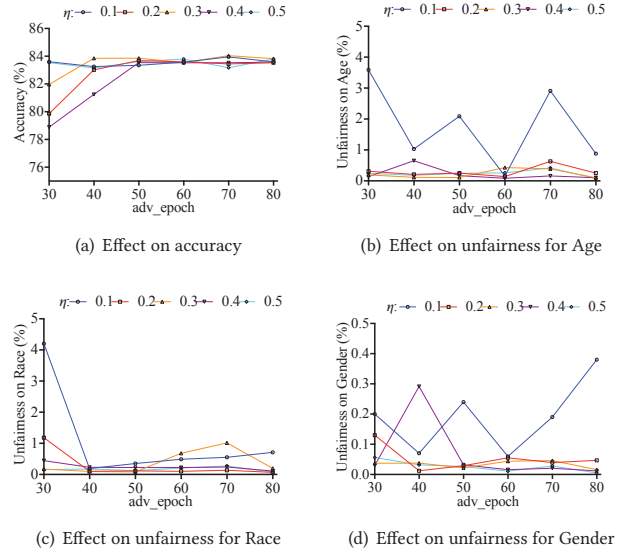 η: 0.1 0.2 0.3 0.4 0.5
Accuracy (%)
86
84
82
80
78
76
30 40 50 60 70 80
adv_epoch
(a) Effect on accuracy
η: 0.1 0.2 0.3 0.4 0.5
Unfairness on Age (%)
5
4
3
2
1
0
30 40 50 60 70 80
adv_epoch
(b) Effect on unfairness for Age
η: 0.1 0.2 0.3 0.4 0.5
Unfairness on Race (%)
5
4
3
2
1
0
30 40 50 60 70 80
adv_epoch
(c) Effect on unfairness for Race
η: 0.1 0.2 0.3 0.4 0.5
Unfairness on Gender (%)
0.5
0.4
0.3
0.2
0.1
0.0
30 40 50 60 70 80
adv_epoch
(d) Effect on unfairness for Gender